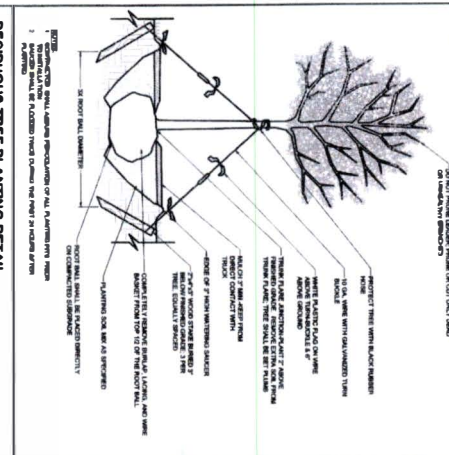 OR UNHEALTHY BRANCHES
PROTECT TREE WITH BLACK RUBBER
HOSE
10 GA. WIRE WITH GALVANIZED TURN
BUCKLE
WHITE PLASTIC FLAG ON WIRE
ABOVE TURNBUCKLE & 6"
ABOVE GROUND
TRUNK FLARE JUNCTION-PLANT 2" ABOVE
FINISHED GRADE. REMOVE EXTRA SOIL FROM
TRUNK FLARE. TREE SHALL BE SET PLUMB
MULCH 3" MIN.-KEEP FROM
DIRECT CONTACT WITH
TRUCK
EDGE OF 3" HIGH WATERING SAUCER
WOOD STAKE BURIED 3"
BELOW FINISHED GRADE. 3 PER
TREE. EQUALLY SPACED
COMPLETELY REMOVE BURLAP, LACING, AND WIRE
BASKET FROM TOP 1/2 OF THE ROOT BALL
PLANTING SOIL MIX AS SPECIFIED
ROOT BALL SHALL BE PLACED DIRECTLY
ON COMPACTED SUBGRADE
3X ROOT BALL DIAMETER
NOTES:
1 CONTRACTOR SHALL ASSURE PERCOLATION OF ALL PLANTING PITS PRIOR
TO INSTALLATION
2 SAUCER SHALL BE FLOODED TWICE DURING THE FIRST 24 HOURS AFTER
PLANTING
DECIDUOUS TREE PLANTING DETAIL